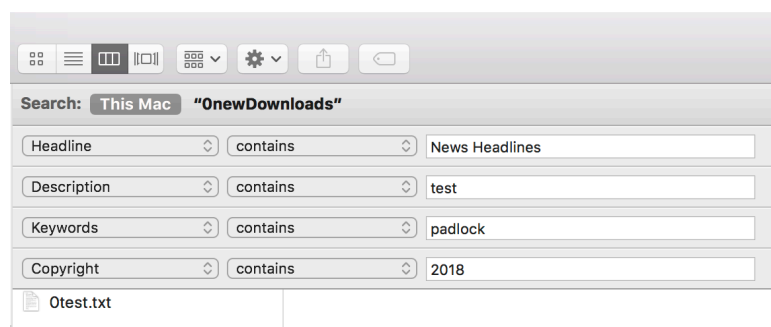 Search: This Mac “0newDownloads”
Headline contains News Headlines
Description contains test
Keywords contains padlock
Copyright contains 2018
0test.txt